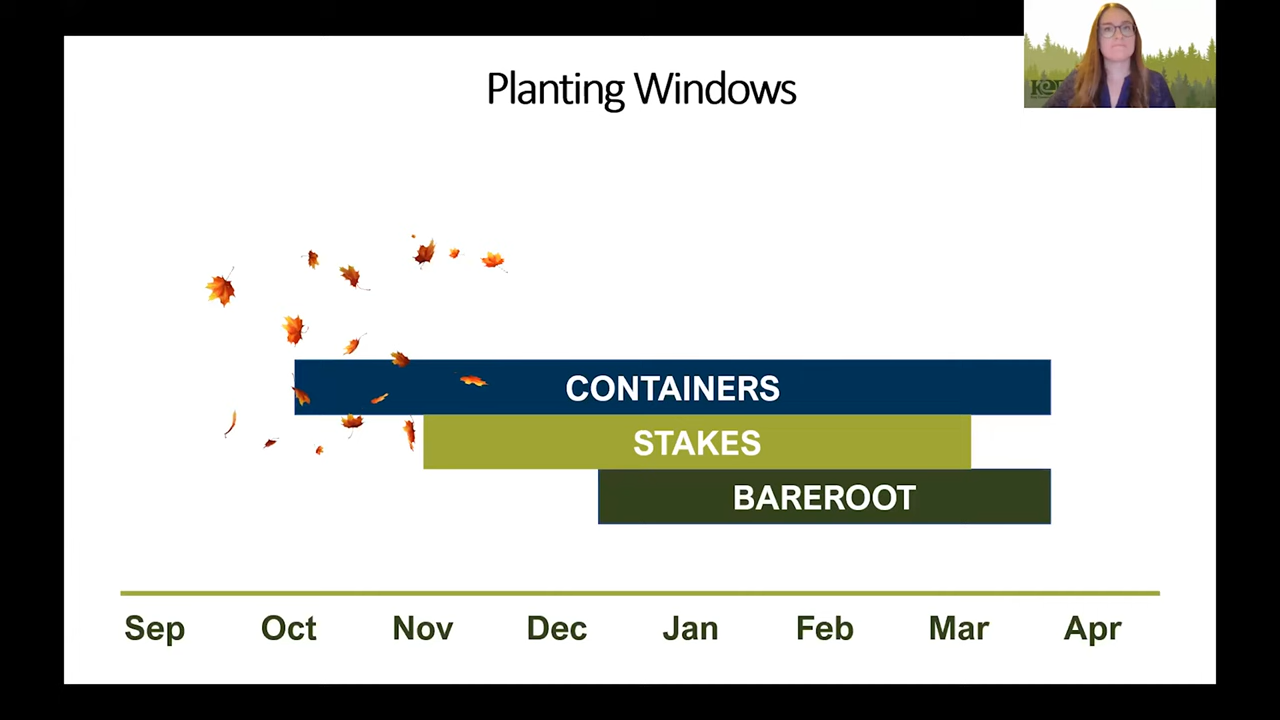 Planting Windows
CONTAINERS
STAKES
BAREROOT
Sep Oct Nov Dec Jan Feb Mar Apr